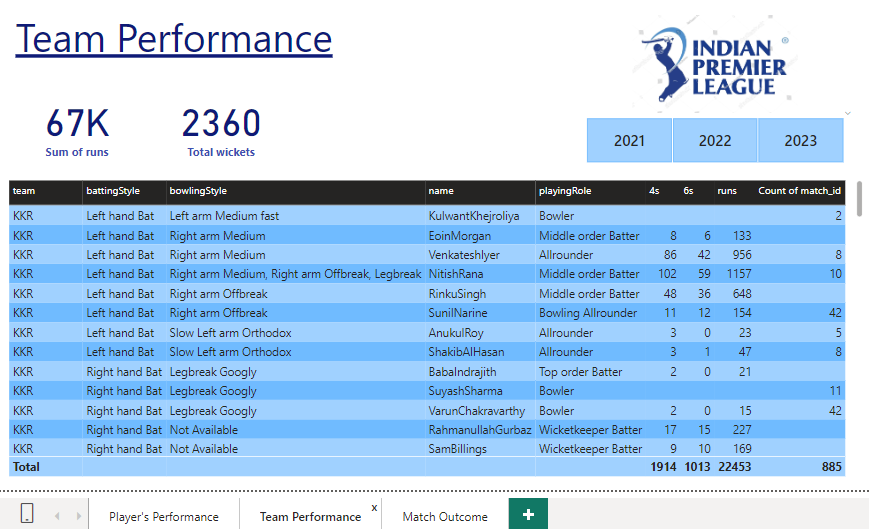 Team Performance
INDIAN
PREMIER
LEAGUE
®
67K
Sum of runs
2360
Total wickets
2021 2022 2023
team battingStyle bowlingStyle name playingRole 4s 6s runs Count of match_id
KKR Left hand Bat Left arm Medium fast KulwantKhejroliya Bowler 2
KKR Left hand Bat Right arm Medium EoinMorgan Middle order Batter 8 6 133
KKR Left hand Bat Right arm Medium VenkateshIyer Allrounder 86 42 956 8
KKR Left hand Bat Right arm Medium, Right arm Offbreak, Legbreak NitishRana Middle order Batter 102 59 1157 10
KKR Left hand Bat Right arm Offbreak RinkuSingh Middle order Batter 48 36 648
KKR Left hand Bat Right arm Offbreak SunilNarine Bowling Allrounder 11 12 154 42
KKR Left hand Bat Slow Left arm Orthodox AnukulRoy Allrounder 3 0 23 5
KKR Left hand Bat Slow Left arm Orthodox ShakibAlHasan Allrounder 3 1 47 8
KKR Right hand Bat Legbreak Googly BabaIndrajith Top order Batter 2 0 21
KKR Right hand Bat Legbreak Googly SuyashSharma Bowler 11
KKR Right hand Bat Legbreak Googly VarunChakravarthy Bowler 2 0 15 42
KKR Right hand Bat Not Available RahmanullahGurbaz Wicketkeeper Batter 17 15 227
KKR Right hand Bat Not Available SamBillings Wicketkeeper Batter 9 10 169
Total 1914 1013 22453 885
Player's Performance Team Performance x Match Outcome +